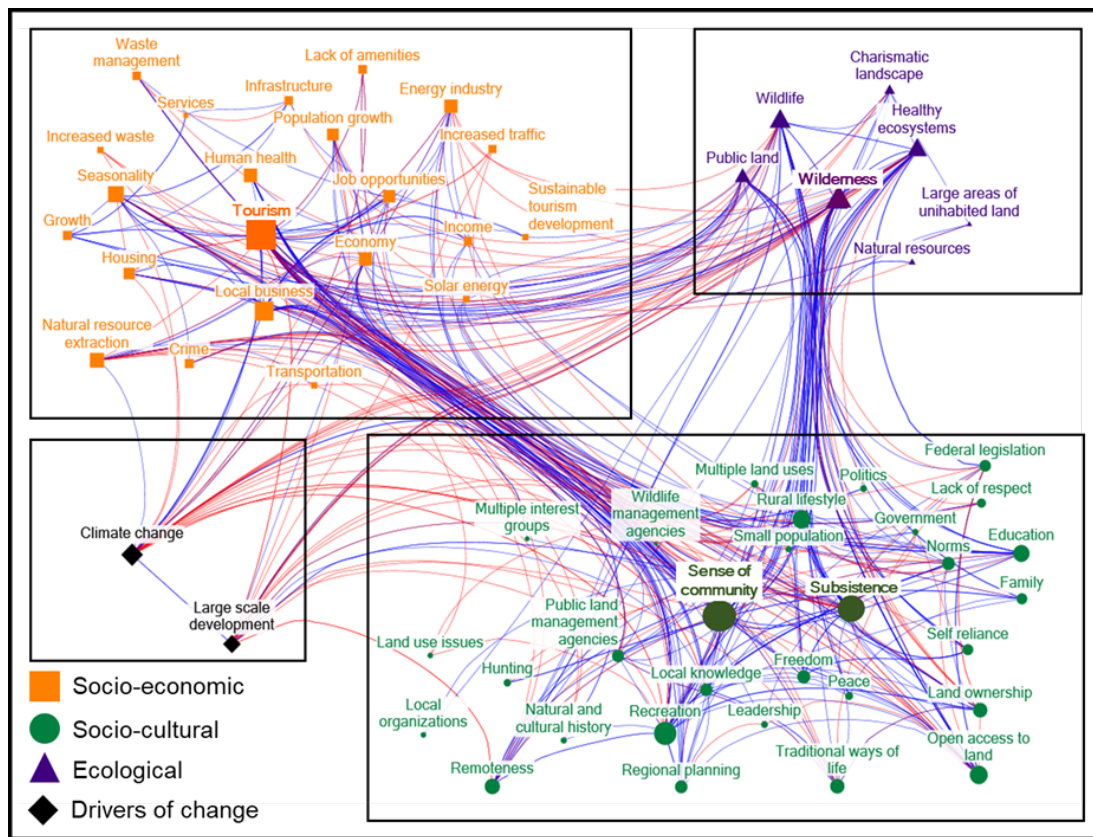 Waste
management
Lack of amenities
Services
Infrastructure
Energy industry
Population growth
Increased traffic
Increased waste
Human health
Seasonality
Job opportunities
Sustainable
tourism
development
Tourism
Growth
Economy
Income
Housing
Local business
Solar energy
Natural resource
extraction
Crime
Transportation
Charismatic
landscape
Wildlife
Healthy
ecosystems
Public land
Wilderness
Large areas of
unihabited land
Natural resources
Climate change
Large scale
development
Federal legislation
Multiple land uses
Politics
Lack of respect
Wildlife
management
agencies
Rural lifestyle
Multiple interest
groups
Government
Small population
Education
Norms
Sense of
community
Subsistence
Family
Public land
management
agencies
Land use issues
Self reliance
Hunting
Local knowledge
Freedom
Peace
Land ownership
Local
organizations
Natural and
cultural history
Recreation
Leadership
Open access to
land
Remoteness
Regional planning
Traditional ways of
life
Socio-economic
Socio-cultural
Ecological
Drivers of change